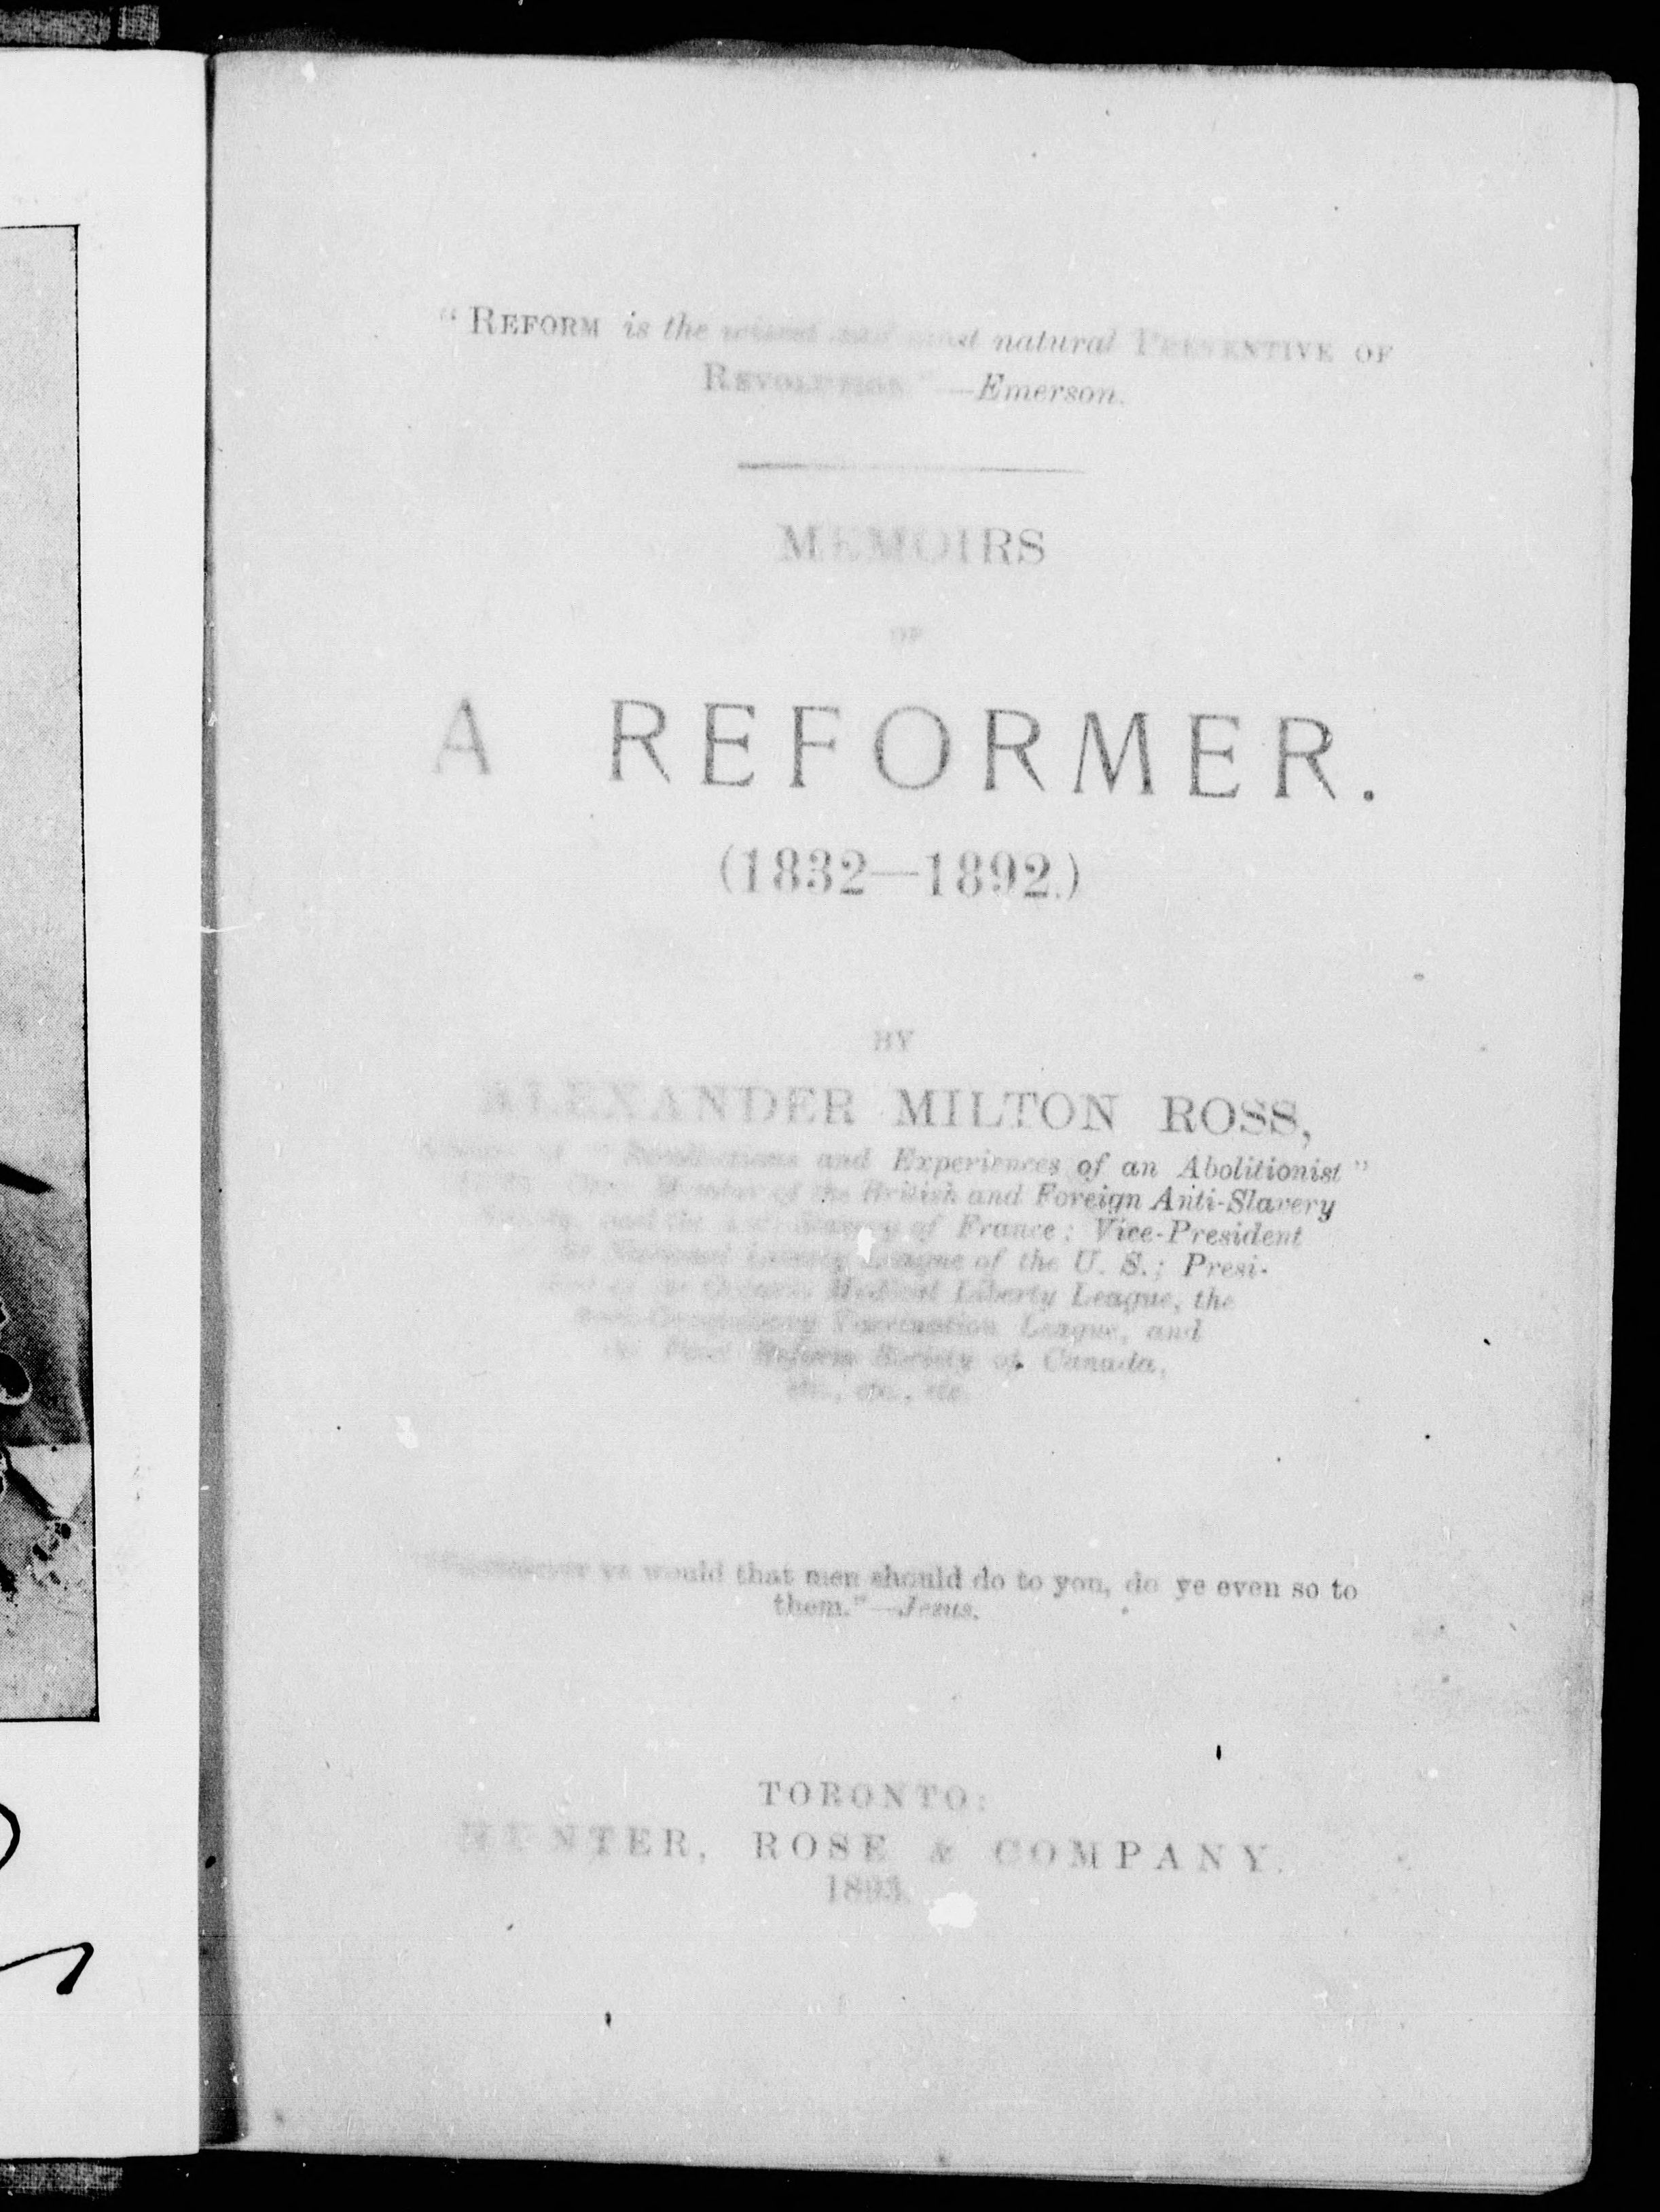 "REFORM is the wisest and most natural PREVENTIVE OF
REVOLUTION"—Emerson.
MEMOIRS
OF
A REFORMER.
(1832—1892.)
BY
ALEXANDER MILTON ROSS,
and Experiences of an Abolitionist"
Member of the British and Foreign Anti-Slavery
of France; Vice-President
League of the U. S.; Presi-
Medical Liberty League, the
Vaccination League, and
Reform Society of Canada,
etc., etc., etc.
ye would that men should do to you, do ye even so to
them."—Jesus.
TORONTO:
HUNTER, ROSE & COMPANY.
1893.